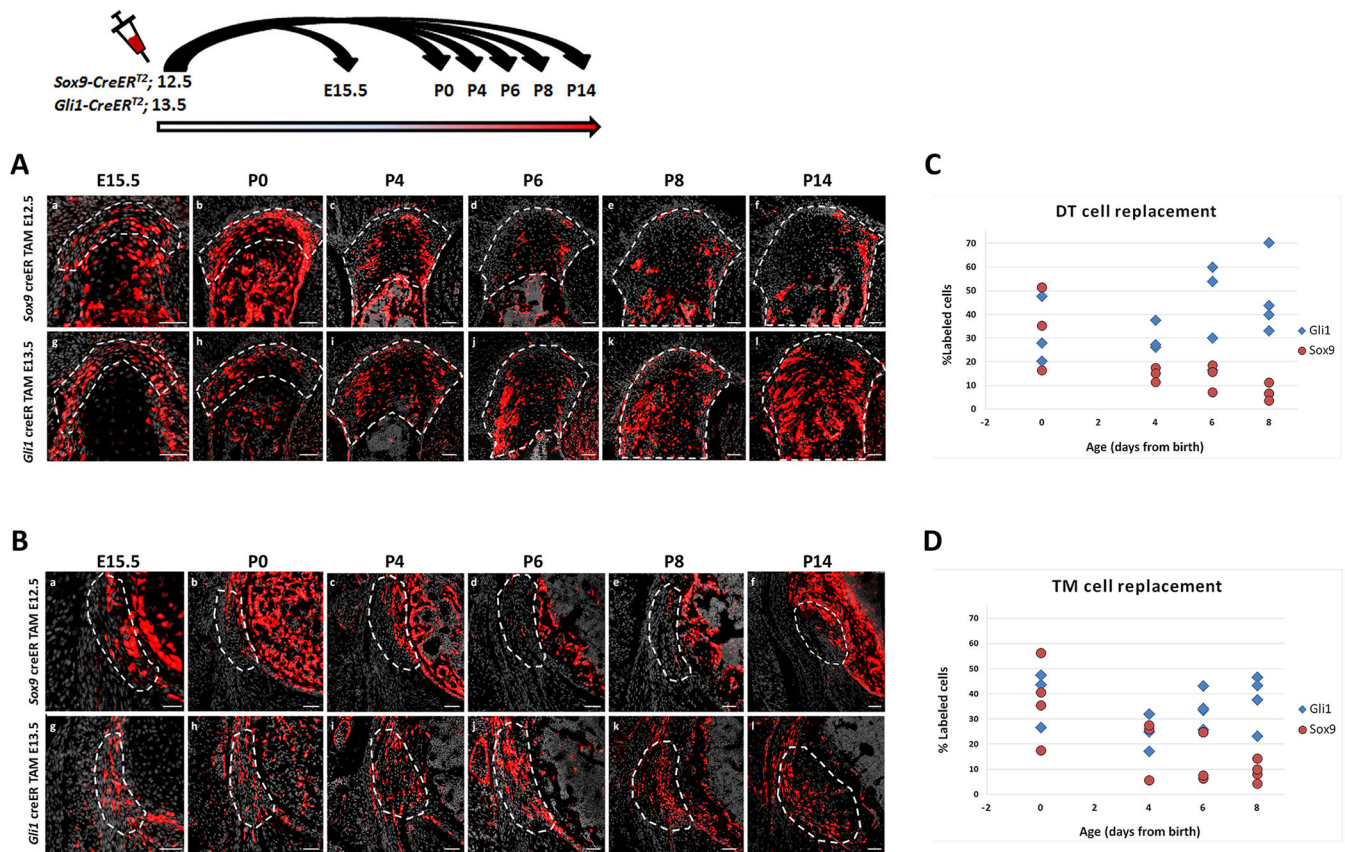 Sox9-CreERT2; 12.5
Gli1-CreERT2; 13.5
E15.5 P0 P4 P6 P8 P14
A
E15.5 P0 P4 P6 P8 P14
Sox9 creER TAM E12.5
a b c d e f
Gli1 creER TAM E13.5
g h i j k l
B
E15.5 P0 P4 P6 P8 P14
Sox9 creER TAM E12.5
a b c d e f
Gli1 creER TAM E13.5
g h i j k l
C
DT cell replacement
%Labeled cells
70
60
50
40
30
20
10
0
-2 0 2 4 6 8
Age (days from birth)
Gli1
Sox9
D
TM cell replacement
% Labeled cells
70
60
50
40
30
20
10
0
-2 0 2 4 6 8
Age (days from birth)
Gli1
Sox9